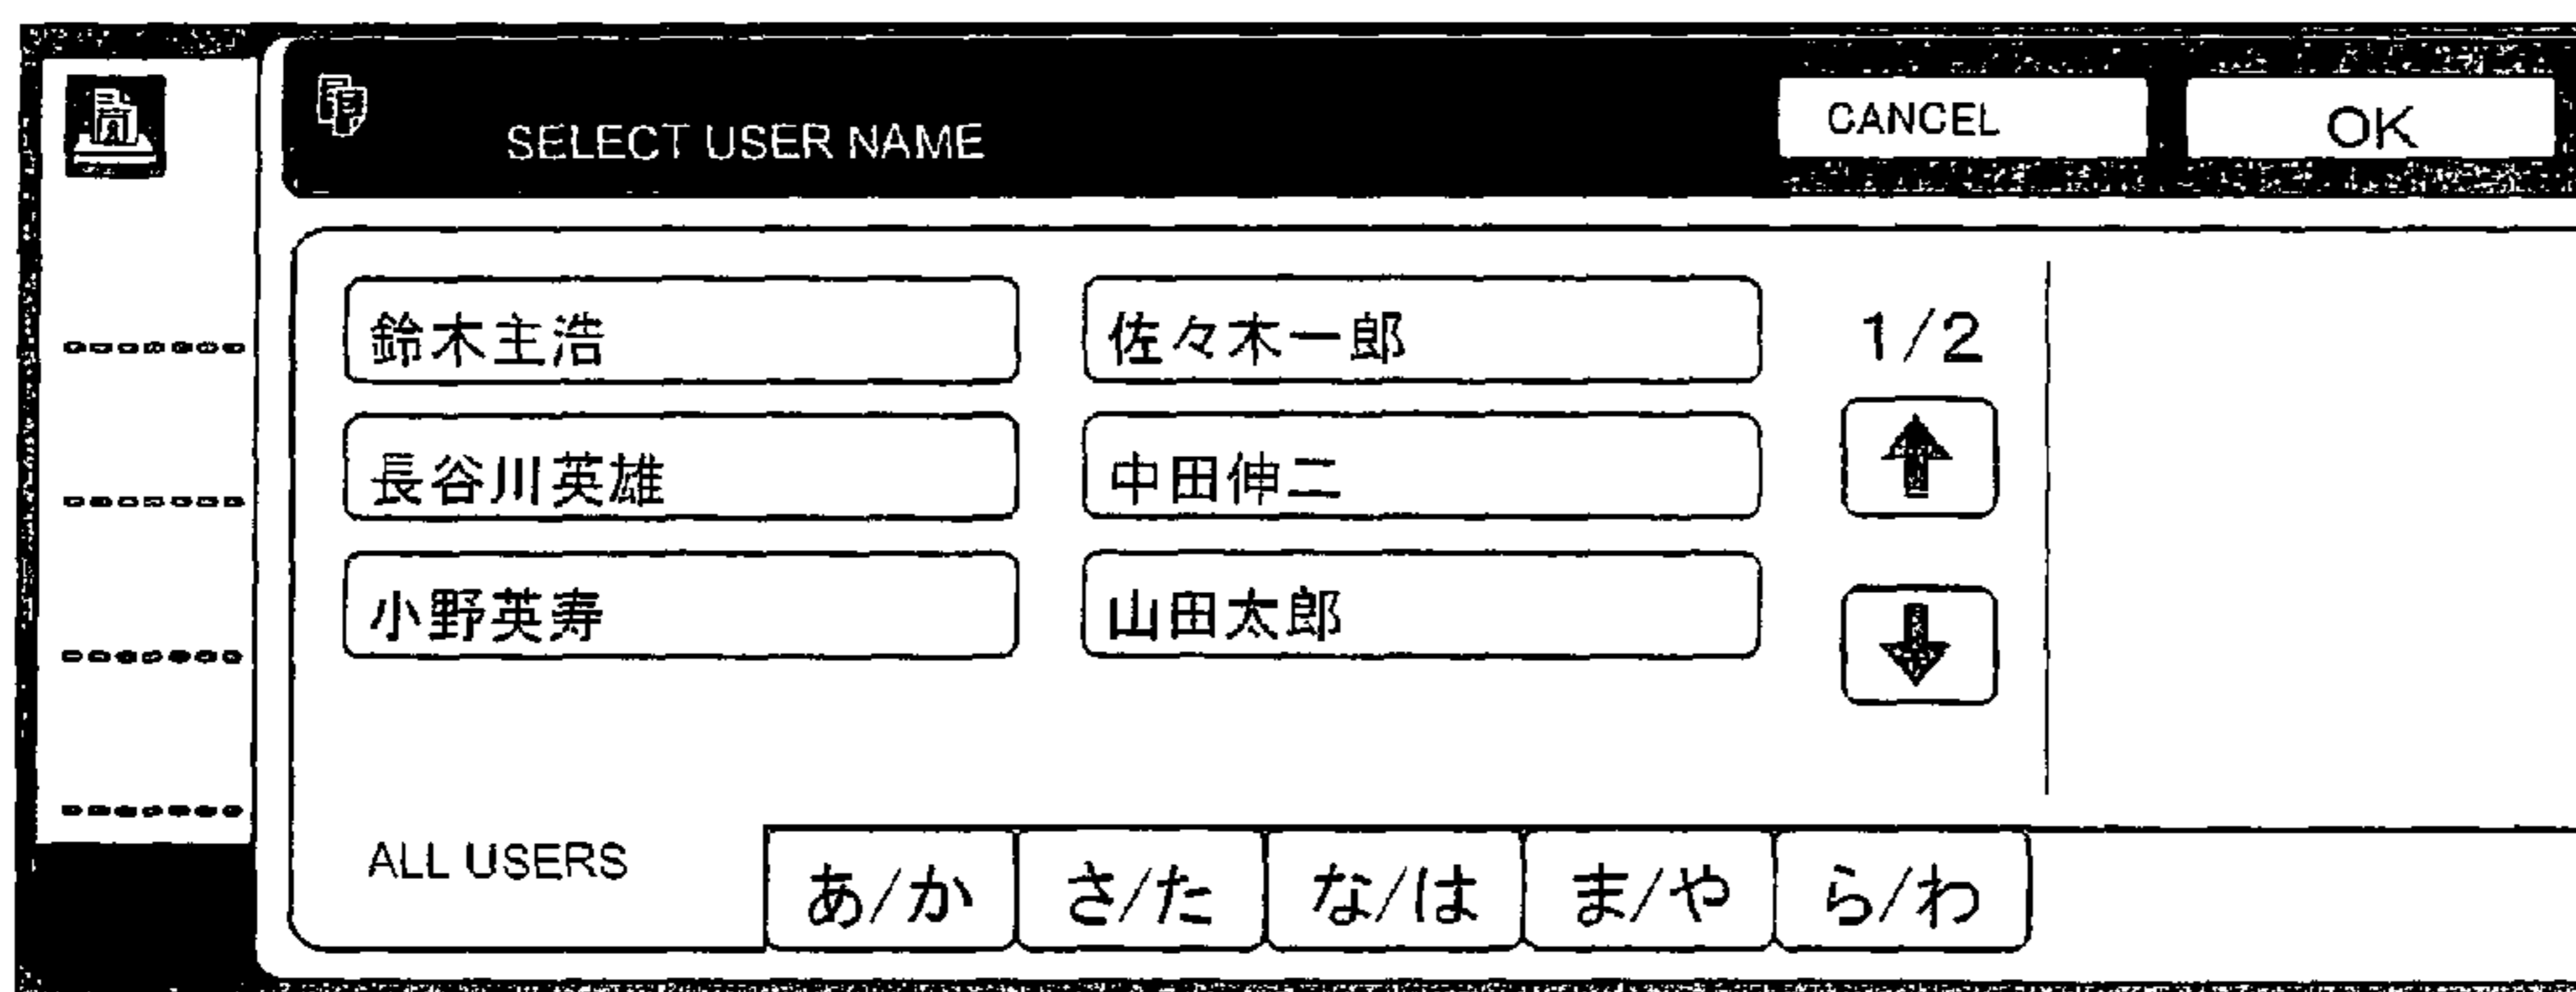 SELECT USER NAME
CANCEL
OK
鈴木主浩
佐々木一郎
1/2
長谷川英雄
中田伸二
小野英寿
山田太郎
ALL USERS
あ/か
さ/た
な/は
ま/や
ら/わ